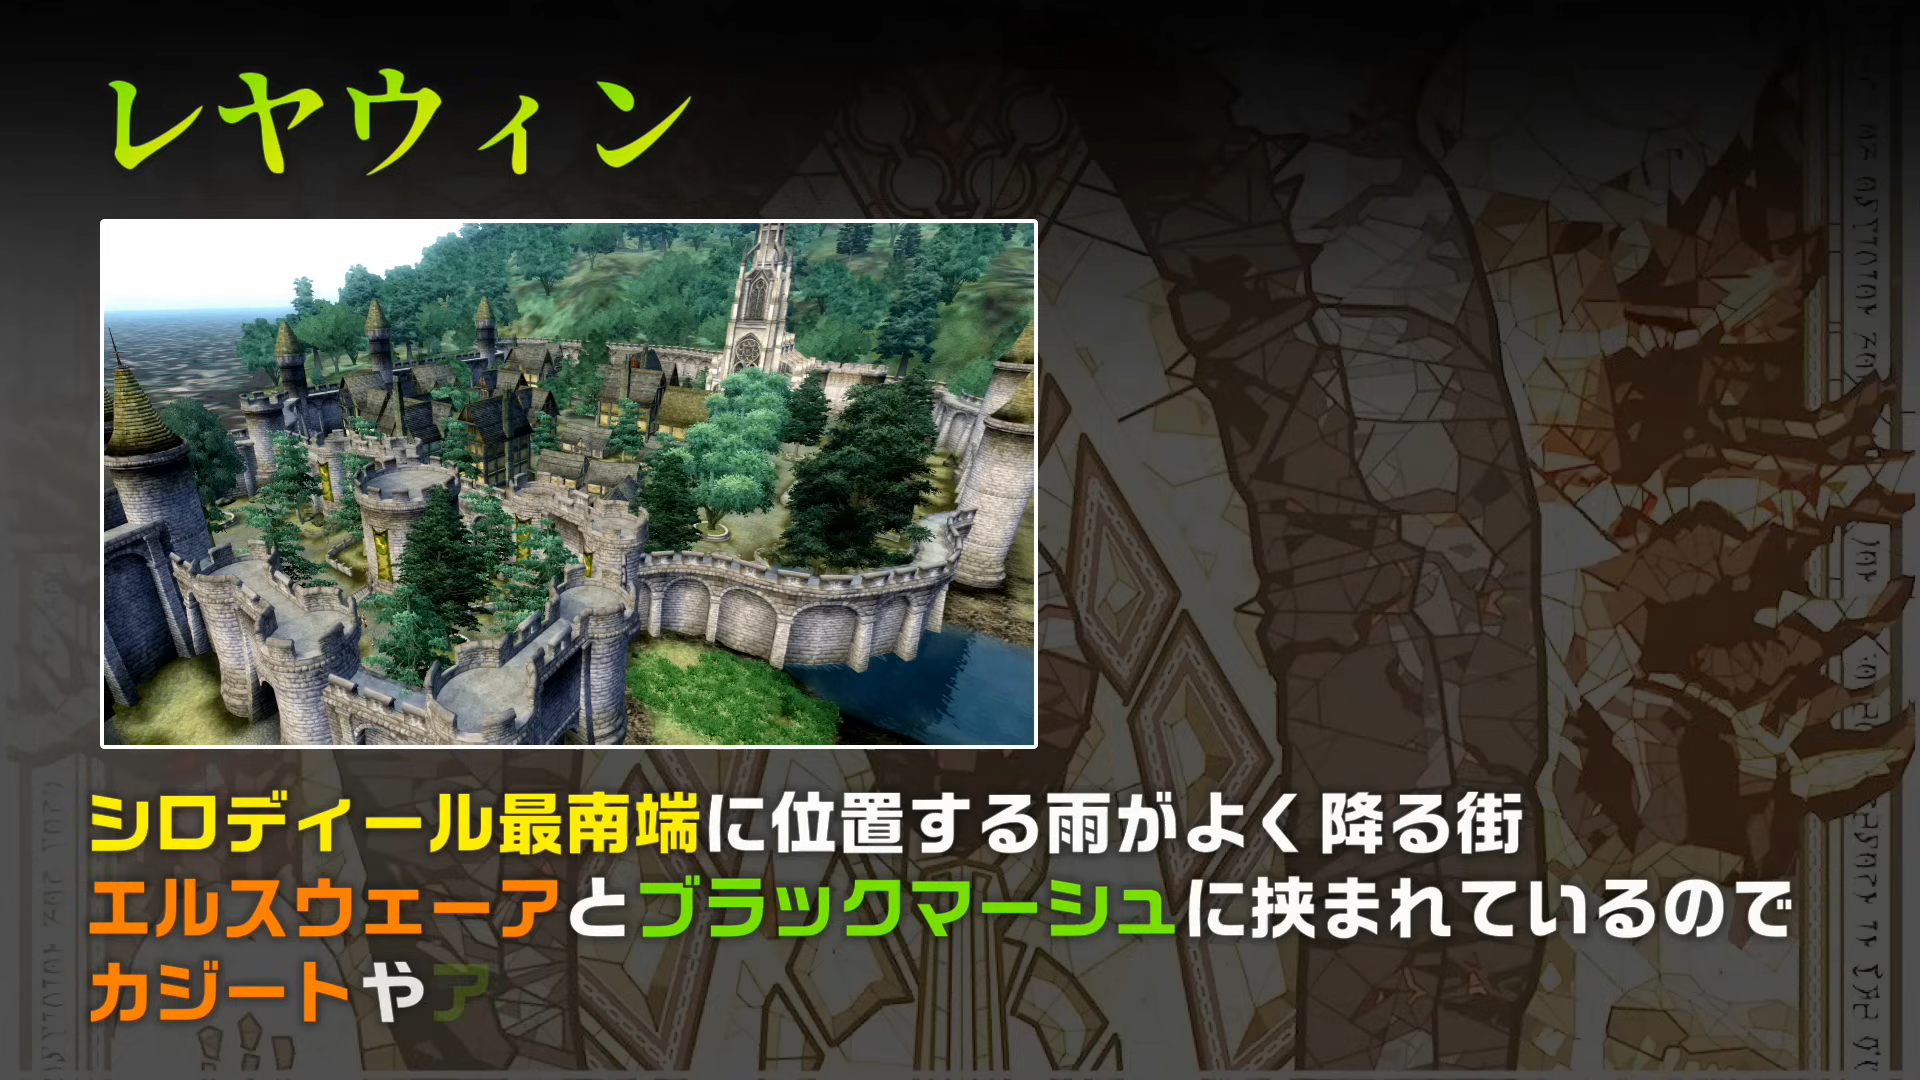 レヤウィン
シロディール最南端に位置する雨がよく降る街
エルスウェーアとブラックマーシュに挟まれているので
カジートやア